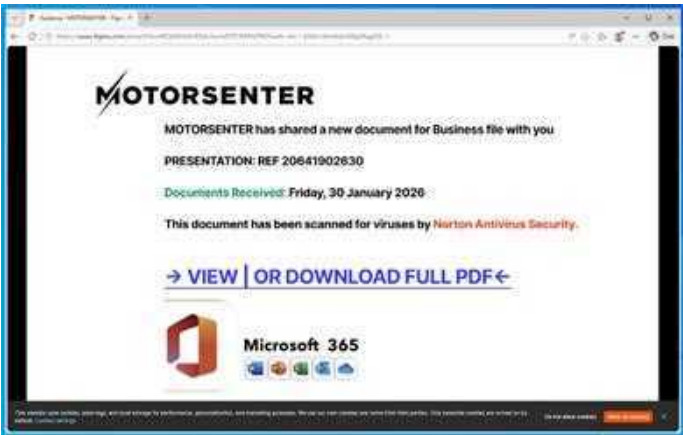 MOTORSENTER
MOTORSENTER has shared a new document for Business file with you
PRESENTATION: REF 20641902630
Documents Received: Friday, 30 January 2026
This document has been scanned for viruses by Norton Antivirus Security.
→ VIEW | OR DOWNLOAD FULL PDF←
Microsoft 365